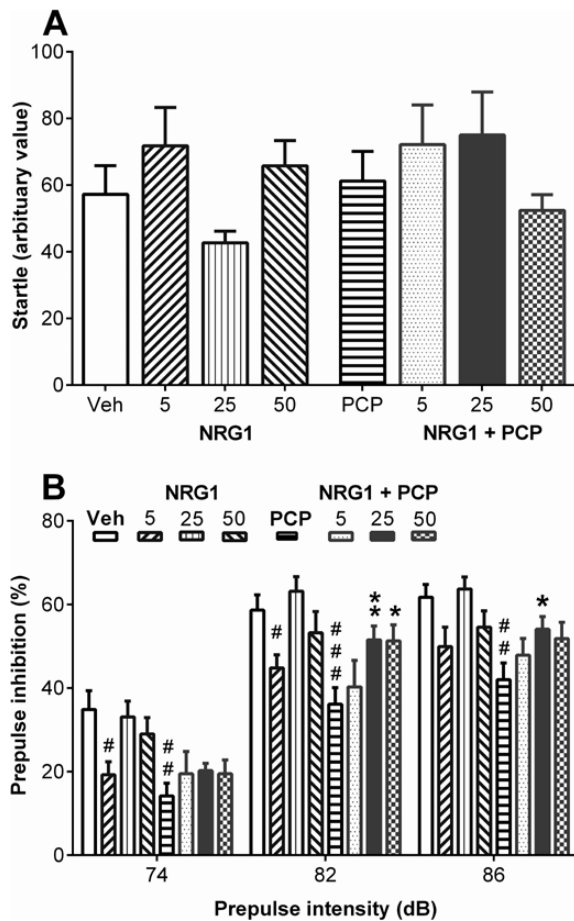 A
Startle (arbituary value)
100
80
60
40
20
0
Veh 5 25 50 PCP 5 25 50
NRG1 NRG1 + PCP
B
NRG1 NRG1 + PCP
Veh 5 25 50 PCP 5 25 50
Prepulse inhibition (%)
80
60
40
20
0
# ## # ### ** * ## *
74 82 86
Prepulse intensity (dB)